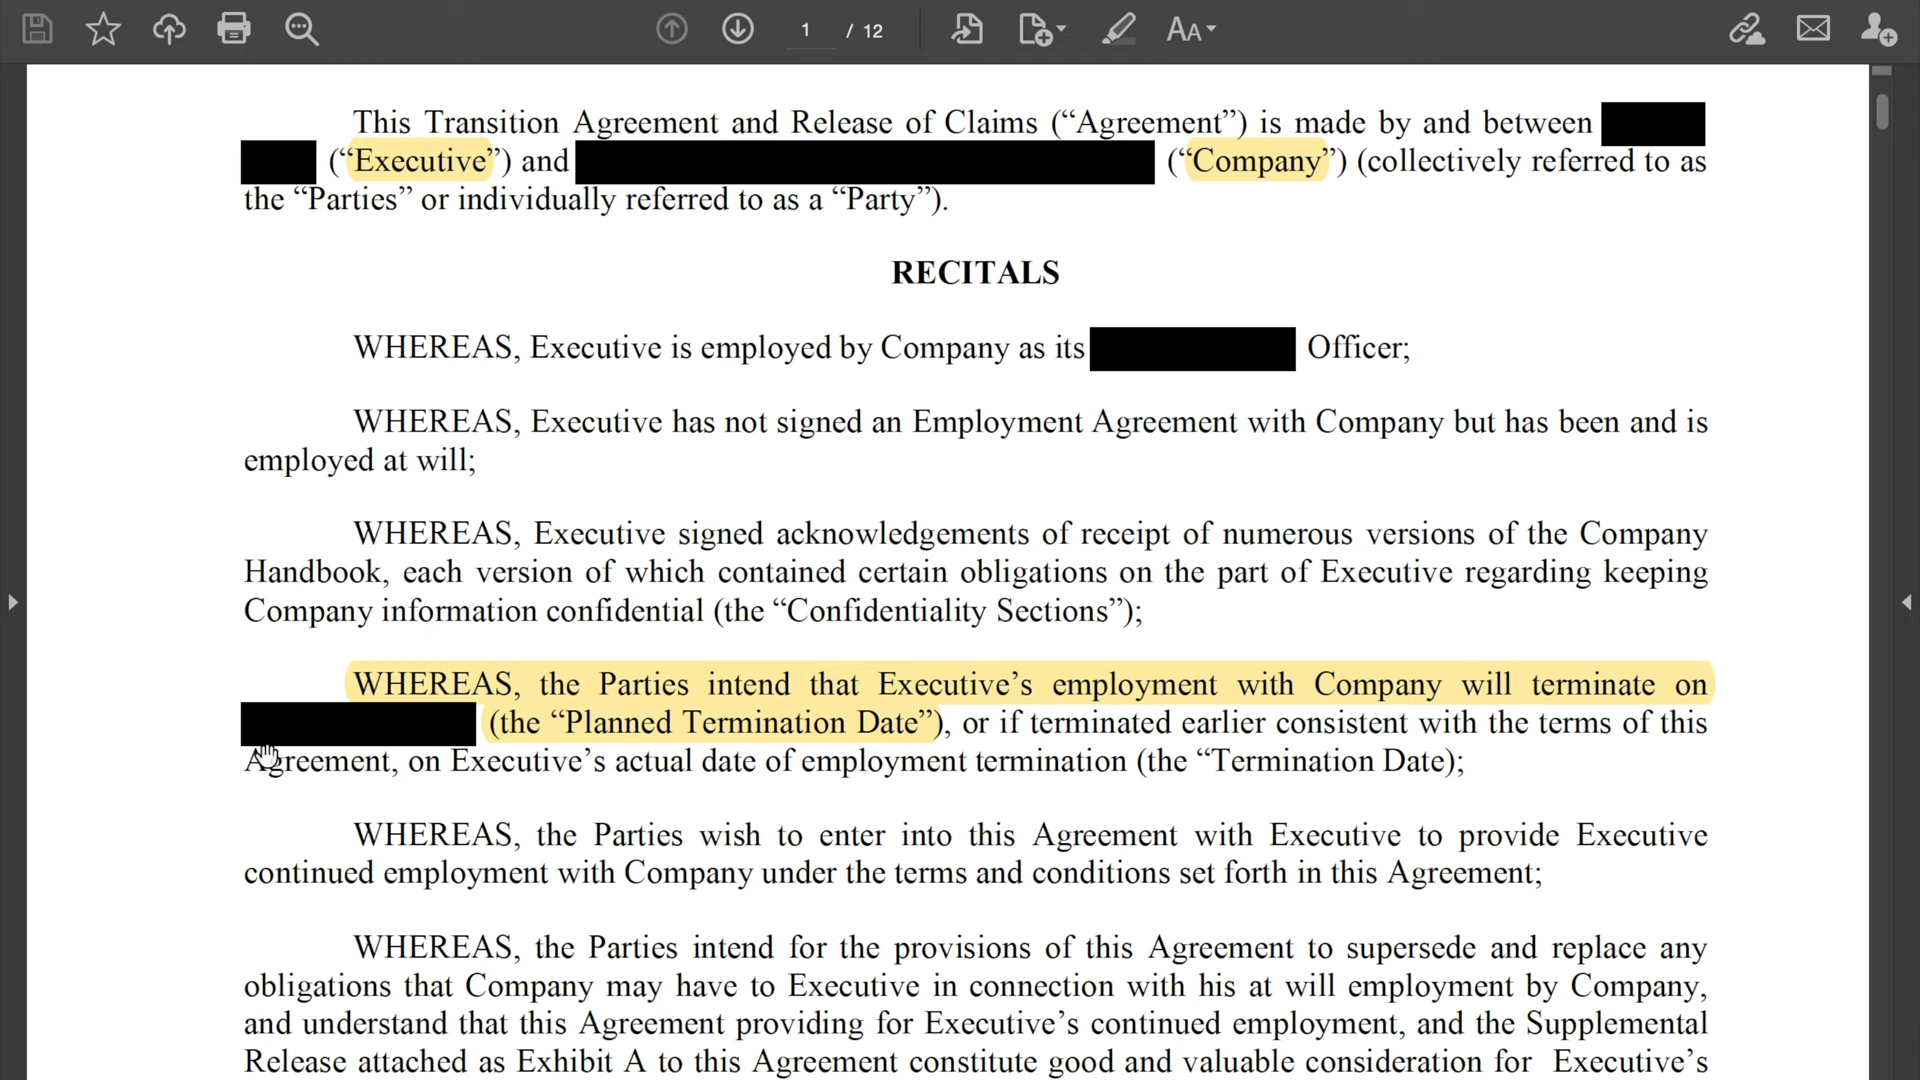 1 / 12
This Transition Agreement and Release of Claims (“Agreement”) is made by and between
(“Executive”) and (“Company”) (collectively referred to as
the “Parties” or individually referred to as a “Party”).
RECITALS
WHEREAS, Executive is employed by Company as its Officer;
WHEREAS, Executive has not signed an Employment Agreement with Company but has been and is
employed at will;
WHEREAS, Executive signed acknowledgements of receipt of numerous versions of the Company
Handbook, each version of which contained certain obligations on the part of Executive regarding keeping
Company information confidential (the “Confidentiality Sections”);
WHEREAS, the Parties intend that Executive’s employment with Company will terminate on
(the “Planned Termination Date”), or if terminated earlier consistent with the terms of this
Agreement, on Executive’s actual date of employment termination (the “Termination Date);
WHEREAS, the Parties wish to enter into this Agreement with Executive to provide Executive
continued employment with Company under the terms and conditions set forth in this Agreement;
WHEREAS, the Parties intend for the provisions of this Agreement to supersede and replace any
obligations that Company may have to Executive in connection with his at will employment by Company,
and understand that this Agreement providing for Executive’s continued employment, and the Supplemental
Release attached as Exhibit A to this Agreement constitute good and valuable consideration for Executive’s